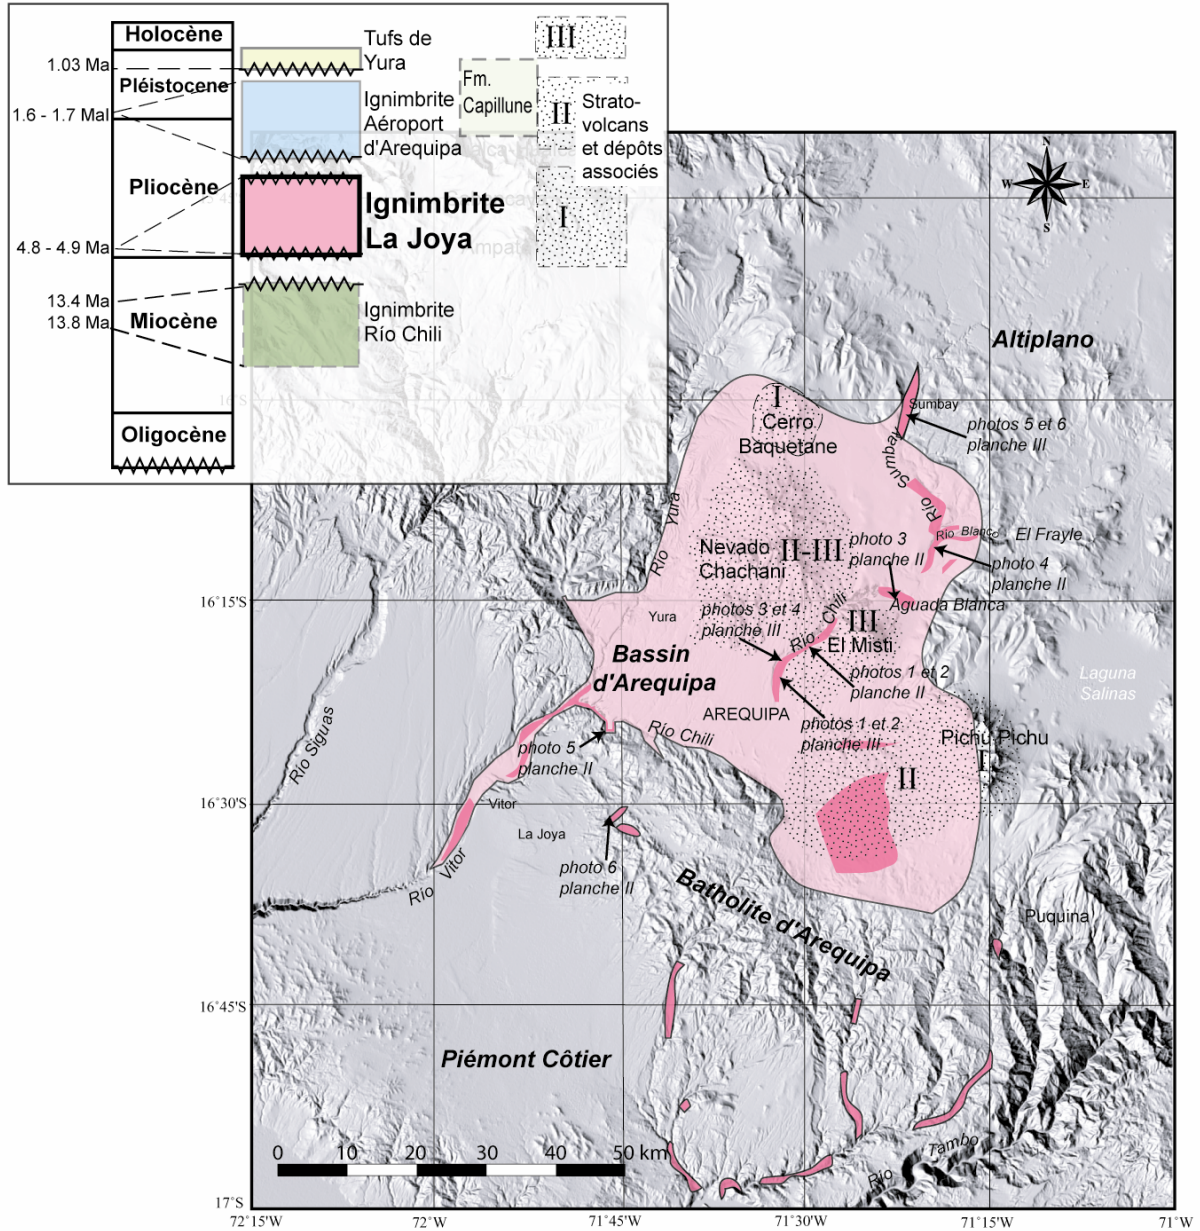 Holocène
Pléistocene
Pliocène
Miocène
Oligocène
1.03 Ma
1.6 - 1.7 MaI
4.8 - 4.9 Ma
13.4 Ma
13.8 Ma
Tufs de
Yura
Ignimbrite
Aéroport
d'Arequipa
Ignimbrite
La Joya
Ignimbrite
Río Chili
Fm.
Capillune
III
II
I
Strato-
volcans
et dépôts
associés
N
W
E
S
Altiplano
I
Cerro
Baquetane
Sumbay
photos 5 et 6
planche III
Río Sumbay
Río Yura
Río Blanco
El Frayle
Nevado
Chachani
II-III
photo 3
planche II
photo 4
planche II
16°15'S
Yura
photos 3 et 4
planche III
Río Chili
III
El Misti
Aguada Blanca
Bassin
d'Arequipa
photos 1 et 2
planche II
Laguna
Salinas
Río Siguas
AREQUIPA
photos 1 et 2
planche III
Río Chili
Pichu Pichu
I
photo 5
planche II
II
16°30'S
Vitor
La Joya
photo 6
planche II
Río Vitor
Batholite d'Arequipa
Puquina
16°45'S
Piémont Côtier
0 10 20 30 40 50 km
Río Tambo
17°S
72°15'W 72°W 71°45'W 71°30'W 71°15'W 71°W